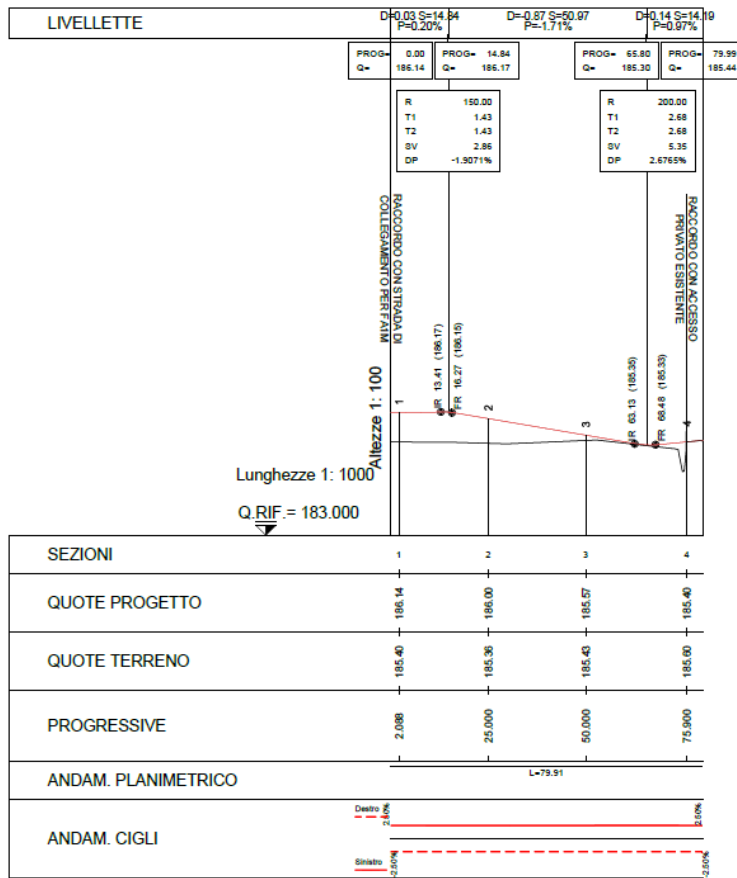 LIVELLETTE
D=0.03 S=14.84
P=0.20%
D=-0.87 S=50.97
P=-1.71%
D=0.14 S=14.19
P=0.97%
PROG= 0.00
Q= 186.14
PROG= 14.84
Q= 186.17
PROG= 65.80
Q= 185.30
PROG= 79.99
Q= 185.44
R 150.00
T1 1.43
T2 1.43
SV 2.86
DP -1.9071%
R 200.00
T1 2.68
T2 2.68
SV 5.35
DP 2.6765%
RACCORDO CON STRADA DI
COLLEGAMENTO PER FA1M
RACCORDO CON ACCESSO
PRIVATO ESISTENTE
IR 13.41 (186.17)
FR 16.27 (186.15)
IR 63.13 (185.35)
FR 68.48 (185.33)
1
2
3
4
Altezze 1: 100
Lunghezze 1: 1000
Q.RIF.= 183.000
SEZIONI 1 2 3 4
QUOTE PROGETTO 186.14 186.00 185.57 185.40
QUOTE TERRENO 185.40 185.36 185.43 185.60
PROGRESSIVE 2.088 25.000 50.000 75.900
ANDAM. PLANIMETRICO L=79.91
ANDAM. CIGLI
Destro 2.50% 2.50%
Sinistro -2.50% -2.50%